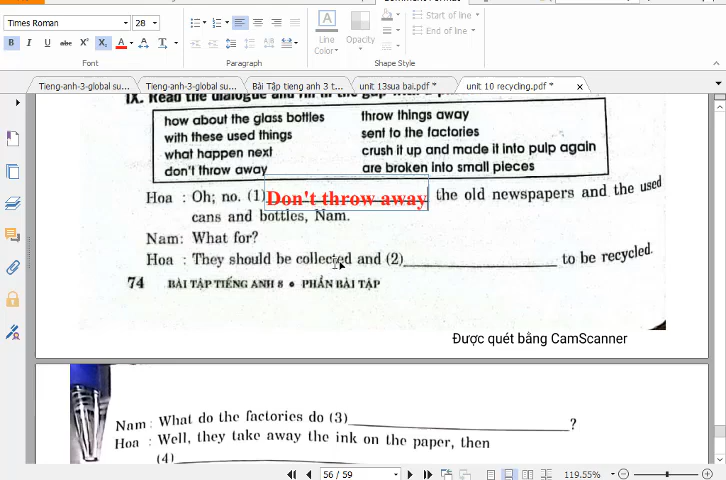 Comment Format
Times Roman 28
B I U abc X² X₂ A A T
Font
Paragraph
Line
Color
Opacity
Start of line
End of line
Shape Style
Tieng-anh-3-global su...
Tieng-anh-3-global su...
Bài Tập tieng anh 3 t...
unit 13sua bai.pdf *
unit 10 recycling.pdf *
IX. Read the dialogue and fill in the gap with a
how about the glass bottles
throw things away
with these used things
sent to the factories
what happen next
crush it up and made it into pulp again
don't throw away
are broken into small pieces
Hoa : Oh; no. (1) Don't throw away the old newspapers and the used
cans and bottles, Nam.
Nam: What for?
Hoa : They should be collected and (2)____________ to be recycled.
74 BÀI TẬP TIẾNG ANH 8 • PHẦN BÀI TẬP
Được quét bằng CamScanner
Nam : What do the factories do (3)____________?
Hoa : Well, they take away the ink on the paper, then
(4)____________
56 / 59
119.55%